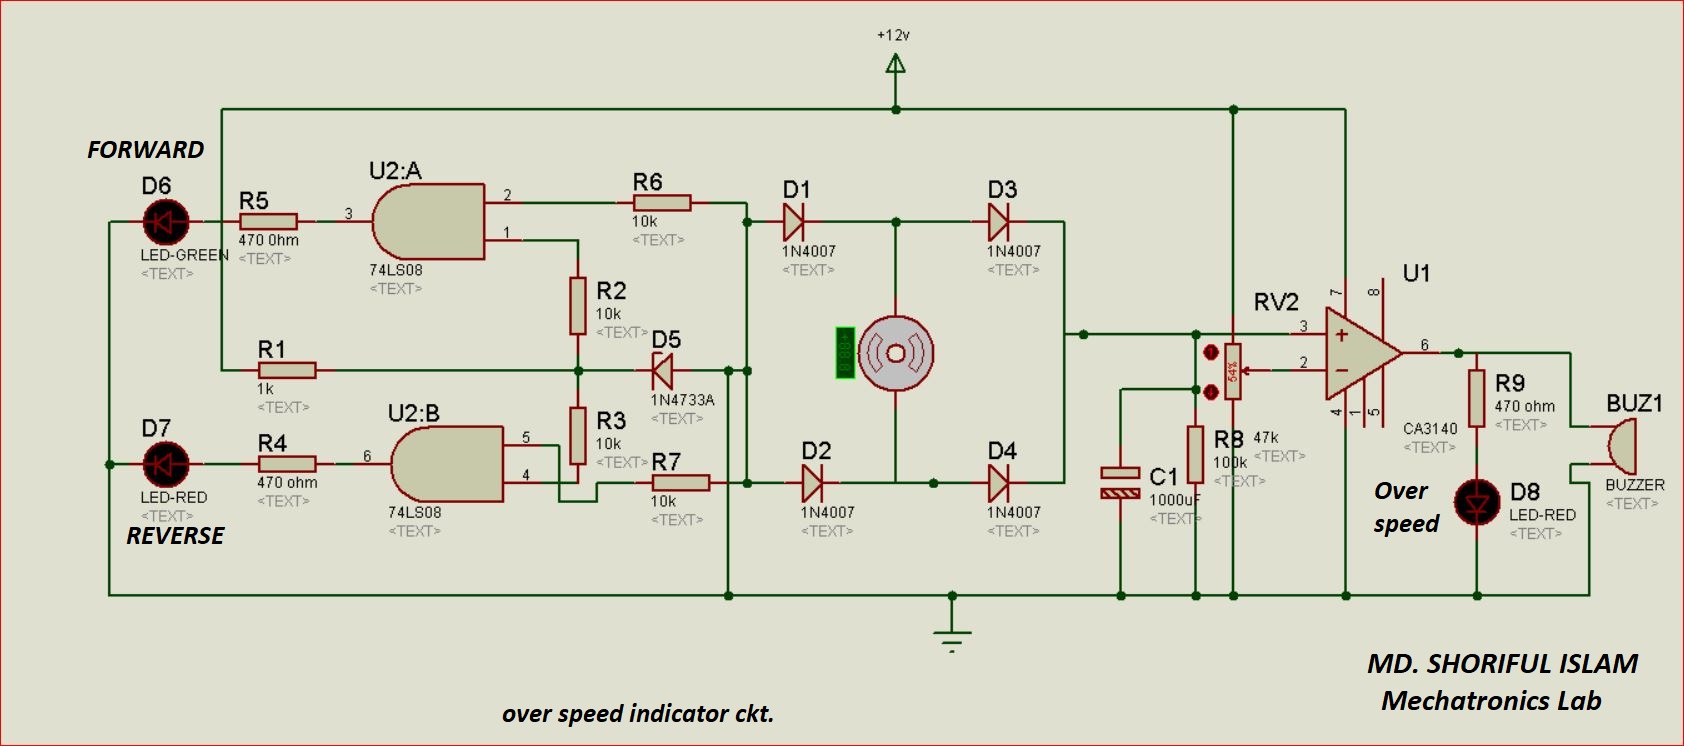 +12v
FORWARD
D6
LED-GREEN
<TEXT>
R5
470 Ohm
<TEXT>
3
U2:A
2
1
74LS08
<TEXT>
R6
10k
<TEXT>
D1
1N4007
<TEXT>
D3
1N4007
<TEXT>
R2
10k
<TEXT>
R1
1k
<TEXT>
D5
1N4733A
<TEXT>
+88.8
RV2
54%
47k
<TEXT>
U1
7
8
3
2
6
4
1
5
CA3140
<TEXT>
D7
LED-RED
<TEXT>
REVERSE
R4
470 ohm
<TEXT>
6
U2:B
5
4
74LS08
<TEXT>
R3
10k
<TEXT>
R7
10k
<TEXT>
D2
1N4007
<TEXT>
D4
1N4007
<TEXT>
C1
1000uF
<TEXT>
R8
100k
<TEXT>
R9
470 ohm
<TEXT>
BUZ1
BUZZER
<TEXT>
Over
speed
D8
LED-RED
<TEXT>
MD. SHORIFUL ISLAM
Mechatronics Lab
over speed indicator ckt.